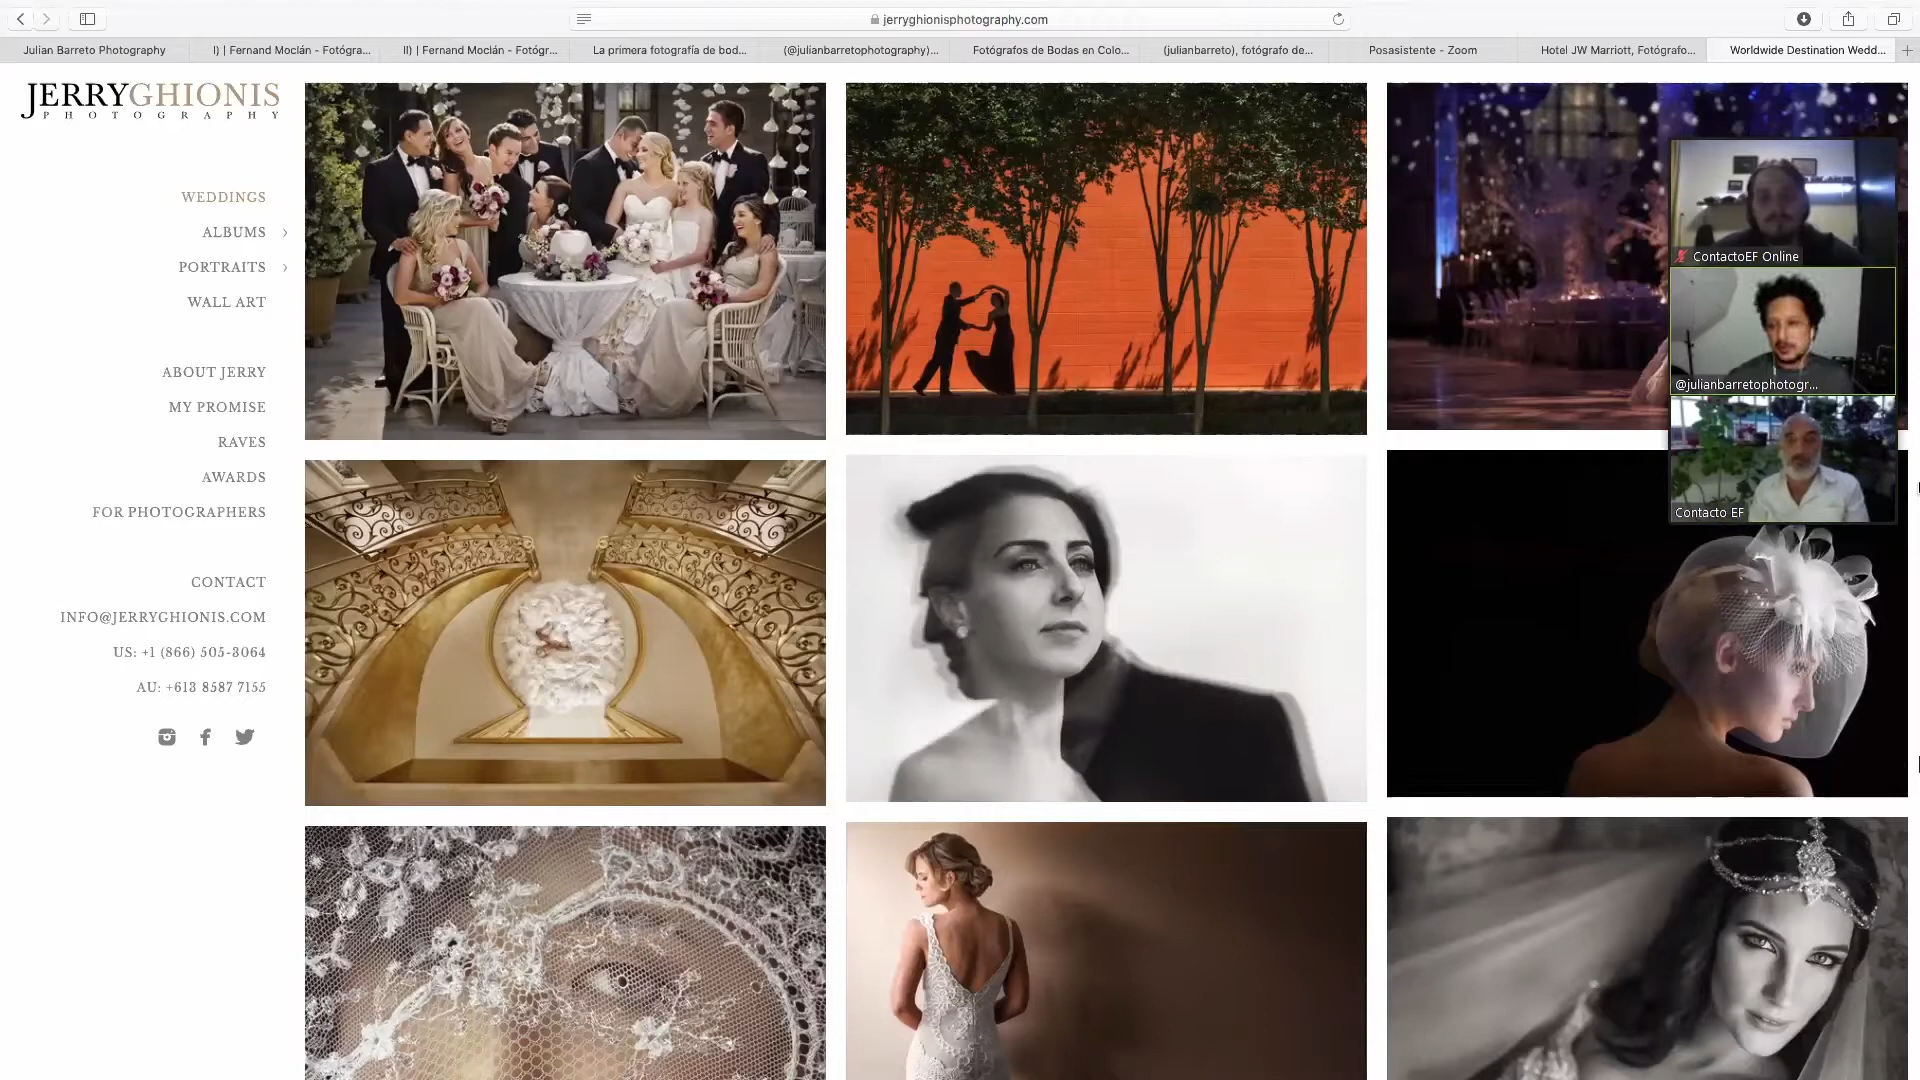 jerryghionisphotography.com
Julian Barreto Photography
I) | Fernand Moclán - Fotógra...
II) | Fernand Moclán - Fotógr...
La primera fotografía de bod...
(@julianbarretophotography)...
Fotógrafos de Bodas en Colo...
(julianbarreto), fotógrafo de...
Posasistente - Zoom
Hotel JW Marriott, Fotógrafo...
Worldwide Destination Wedd...
JERRYGHIONIS
PHOTOGRAPHY
WEDDINGS
ALBUMS
PORTRAITS
WALL ART
ABOUT JERRY
MY PROMISE
RAVES
AWARDS
FOR PHOTOGRAPHERS
CONTACT
INFO@JERRYGHIONIS.COM
US: +1 (866) 505-3064
AU: +613 8587 7155
ContactoEF Online
@julianbarretophotogr...
Contacto EF